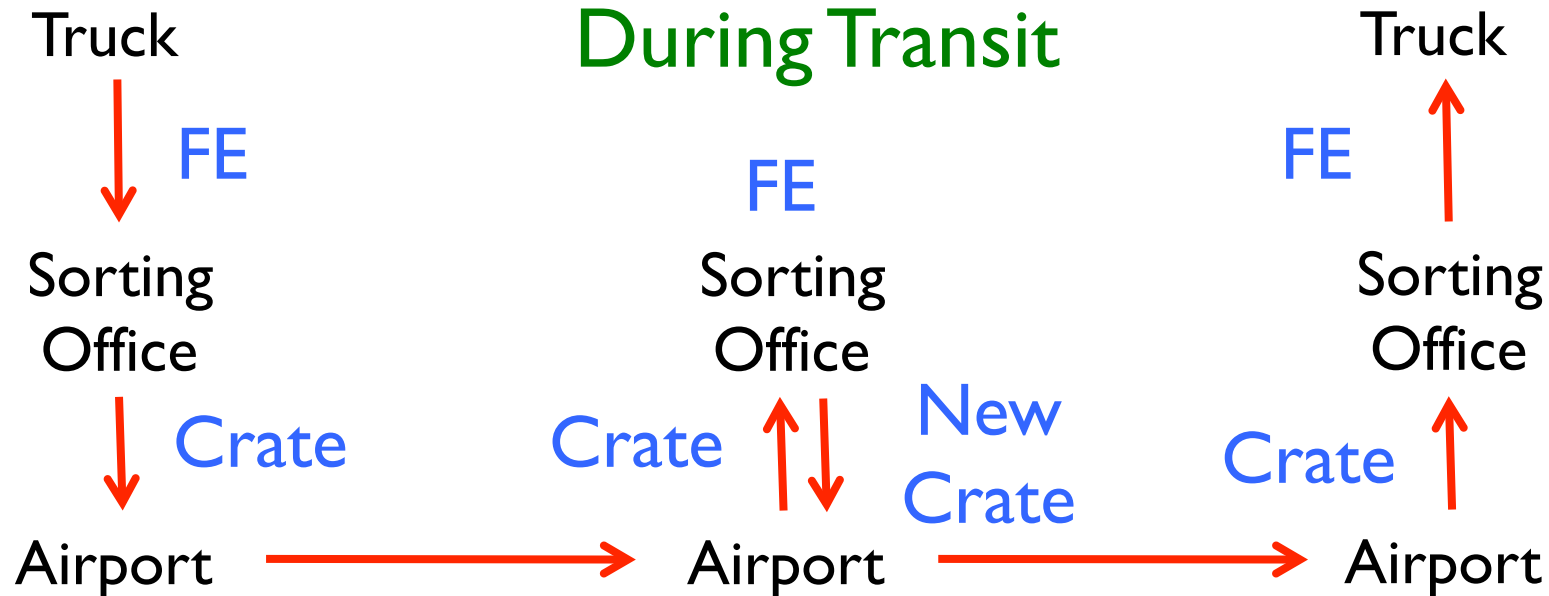 Truck
During Transit
Truck
FE
FE
FE
Sorting
Office
Sorting
Office
Sorting
Office
Crate
Crate
New
Crate
Crate
Airport
Airport
Airport